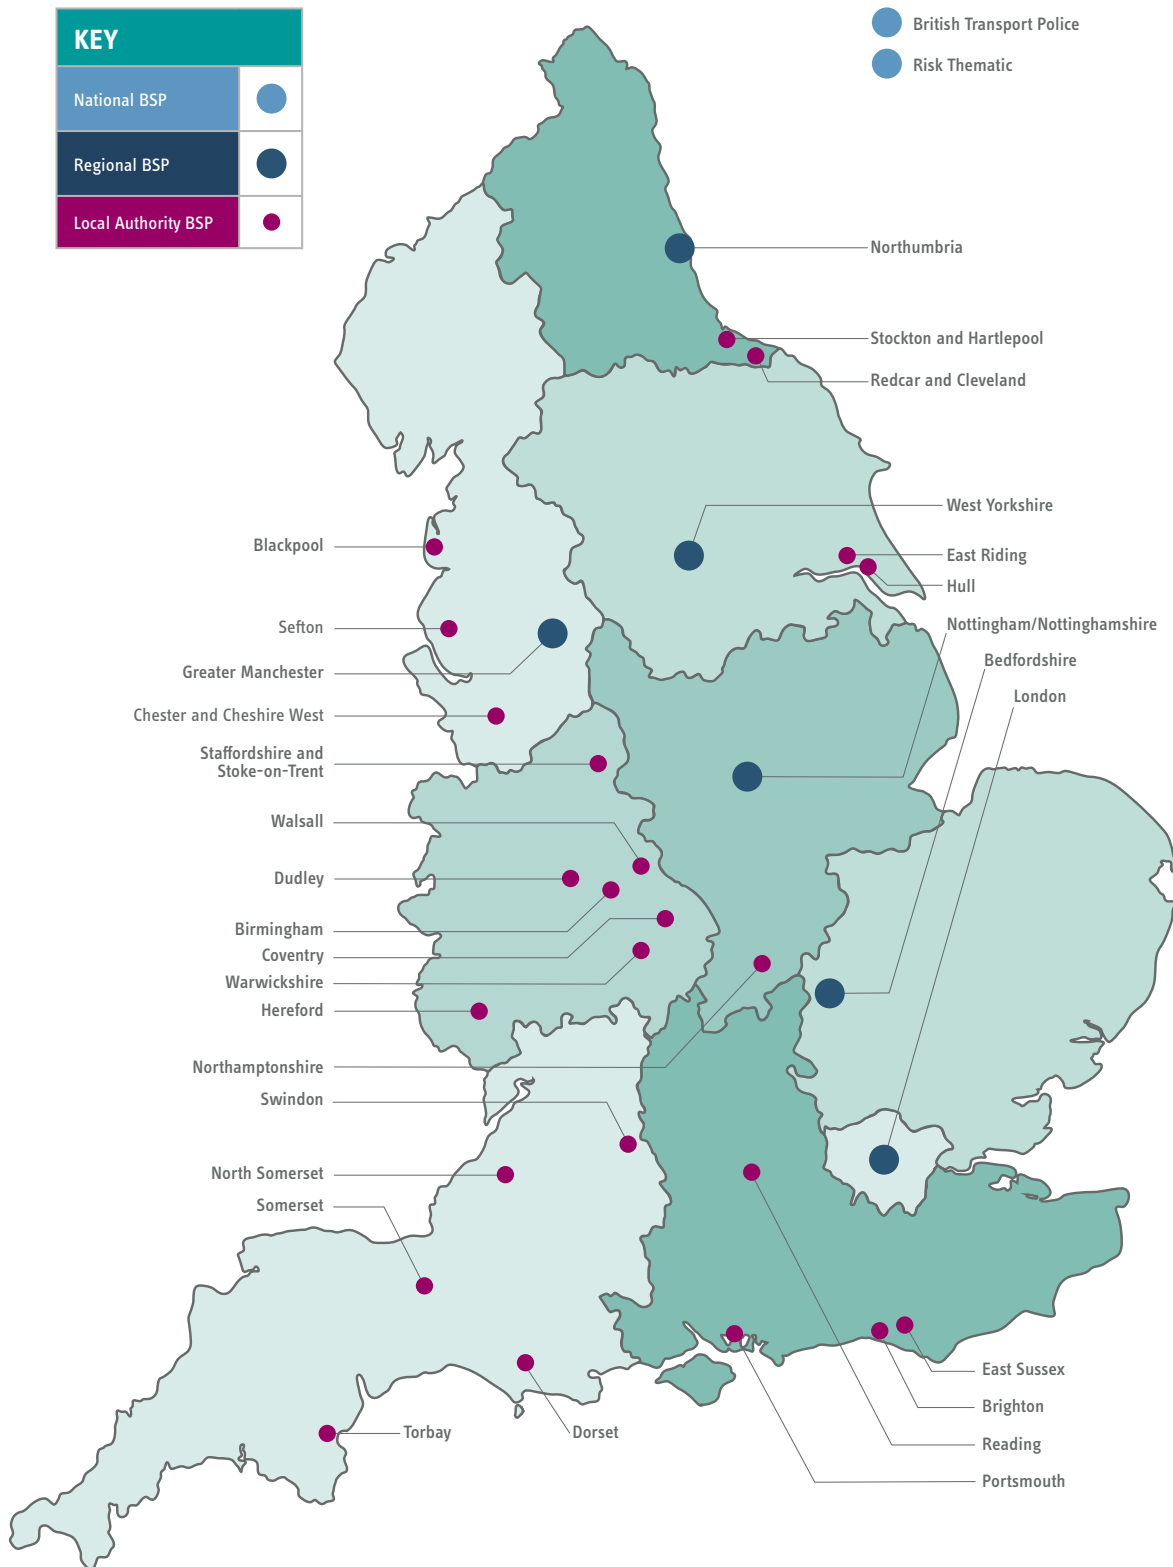 KEY
National BSP
Regional BSP
Local Authority BSP
British Transport Police
Risk Thematic
Northumbria
Stockton and Hartlepool
Redcar and Cleveland
West Yorkshire
East Riding
Hull
Nottingham/Nottinghamshire
Bedfordshire
London
Blackpool
Sefton
Greater Manchester
Chester and Cheshire West
Staffordshire and
Stoke-on-Trent
Walsall
Dudley
Birmingham
Coventry
Warwickshire
Hereford
Northamptonshire
Swindon
North Somerset
Somerset
Torbay
Dorset
East Sussex
Brighton
Reading
Portsmouth